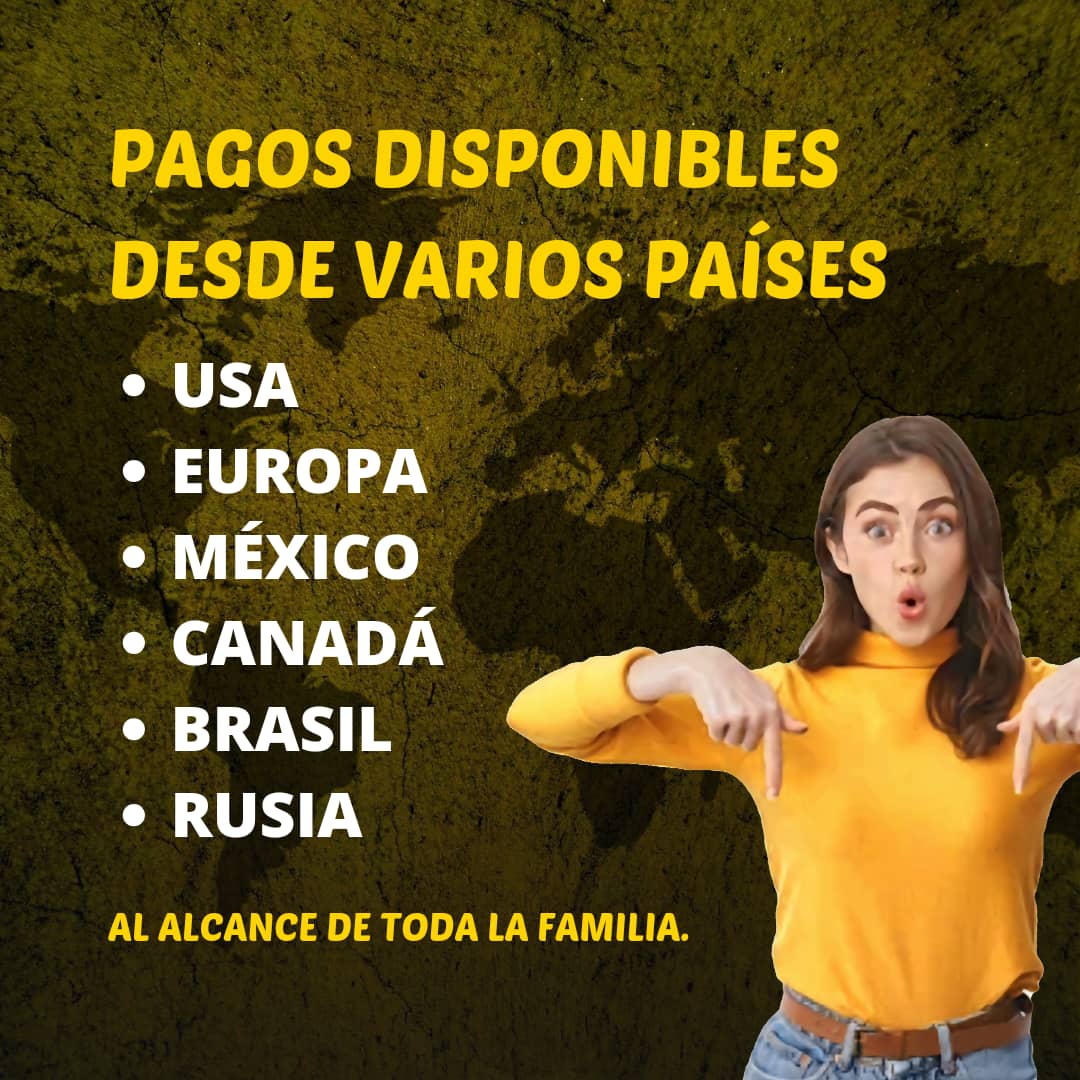 PAGOS DISPONIBLES
DESDE VARIOS PAÍSES
• USA
• EUROPA
• MÉXICO
• CANADÁ
• BRASIL
• RUSIA
AL ALCANCE DE TODA LA FAMILIA.